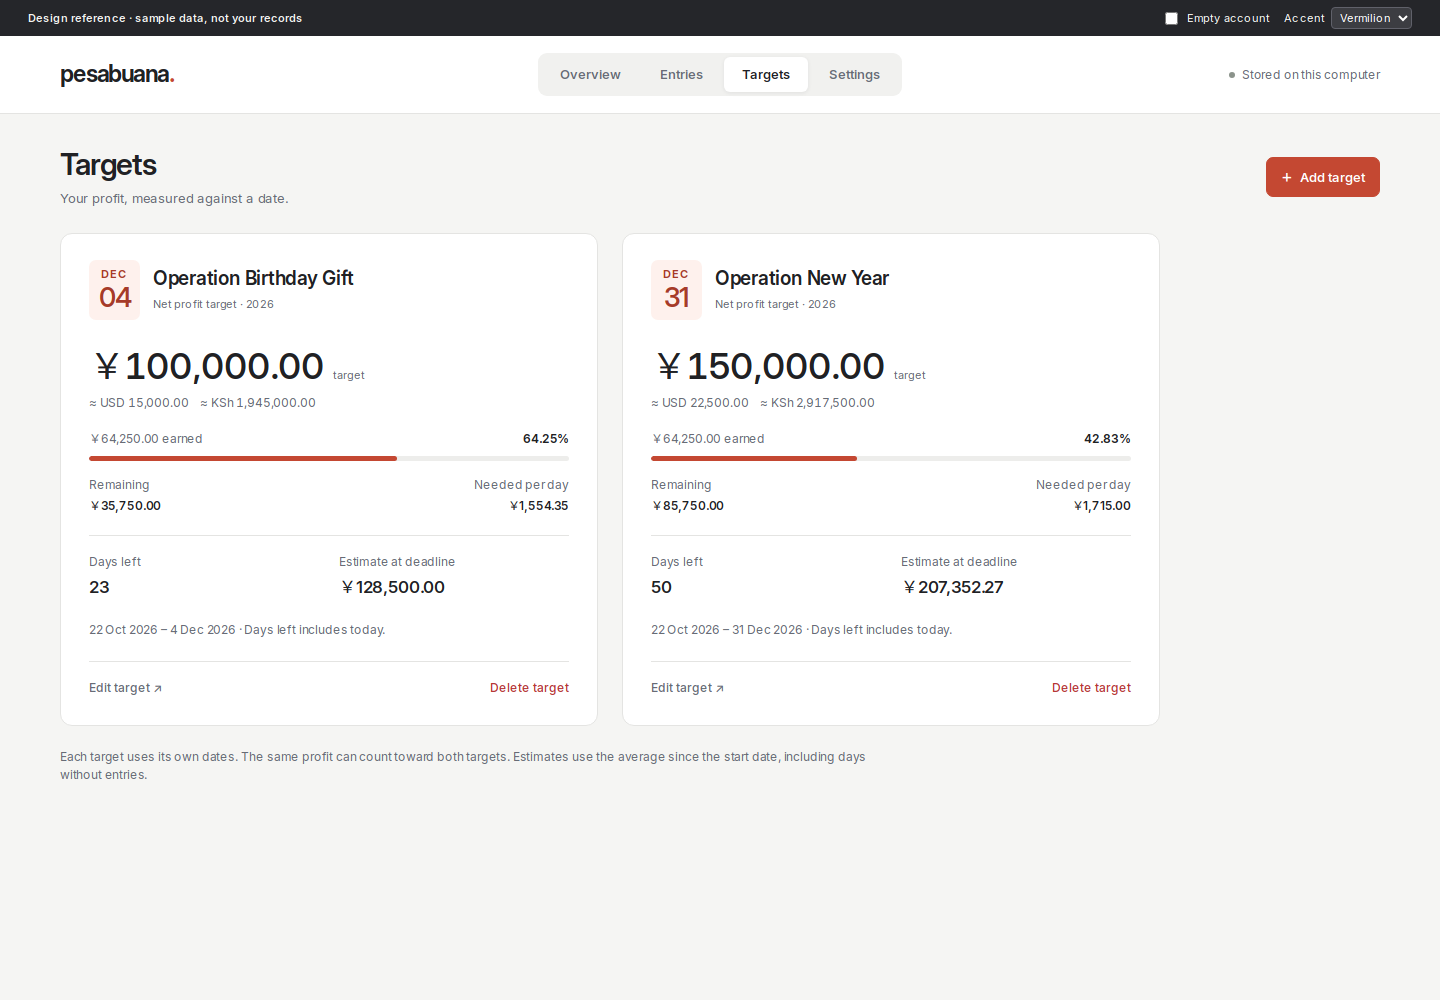 Design reference · sample data, not your records
Empty account
Accent
Vermilion
pesabuana.
Overview
Entries
Targets
Settings
Stored on this computer
Targets
Your profit, measured against a date.
+ Add target
DEC
04
Operation Birthday Gift
Net profit target · 2026
¥100,000.00 target
≈ USD 15,000.00 ≈ KSh 1,945,000.00
¥64,250.00 earned
64.25%
Remaining
Needed per day
¥35,750.00
¥1,554.35
Days left
Estimate at deadline
23
¥128,500.00
22 Oct 2026 – 4 Dec 2026 · Days left includes today.
Edit target ↗
Delete target
DEC
31
Operation New Year
Net profit target · 2026
¥150,000.00 target
≈ USD 22,500.00 ≈ KSh 2,917,500.00
¥64,250.00 earned
42.83%
Remaining
Needed per day
¥85,750.00
¥1,715.00
Days left
Estimate at deadline
50
¥207,352.27
22 Oct 2026 – 31 Dec 2026 · Days left includes today.
Edit target ↗
Delete target
Each target uses its own dates. The same profit can count toward both targets. Estimates use the average since the start date, including days
without entries.